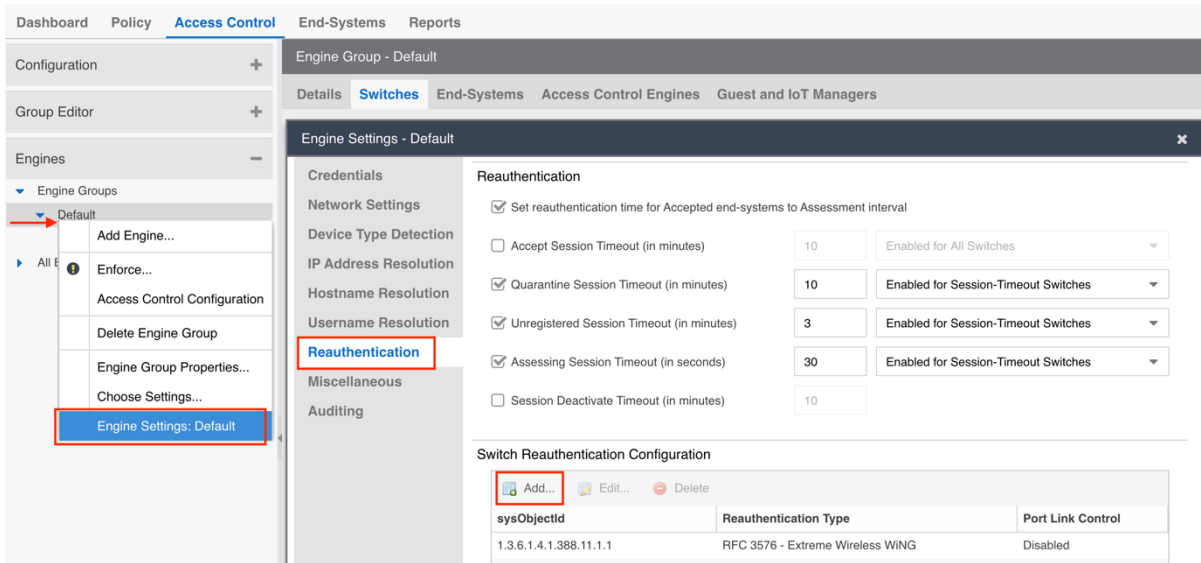 Dashboard Policy Access Control End-Systems Reports
Configuration
Group Editor
Engines
Engine Groups
Default
All E
Add Engine...
Enforce...
Access Control Configuration
Delete Engine Group
Engine Group Properties...
Choose Settings...
Engine Settings: Default
Engine Group - Default
Details Switches End-Systems Access Control Engines Guest and IoT Managers
Engine Settings - Default
Credentials
Network Settings
Device Type Detection
IP Address Resolution
Hostname Resolution
Username Resolution
Reauthentication
Miscellaneous
Auditing
Reauthentication
Set reauthentication time for Accepted end-systems to Assessment interval
Accept Session Timeout (in minutes) 10 Enabled for All Switches
Quarantine Session Timeout (in minutes) 10 Enabled for Session-Timeout Switches
Unregistered Session Timeout (in minutes) 3 Enabled for Session-Timeout Switches
Assessing Session Timeout (in seconds) 30 Enabled for Session-Timeout Switches
Session Deactivate Timeout (in minutes) 10
Switch Reauthentication Configuration
Add... Edit... Delete
sysObjectId Reauthentication Type Port Link Control
1.3.6.1.4.1.388.11.1.1 RFC 3576 - Extreme Wireless WiNG Disabled